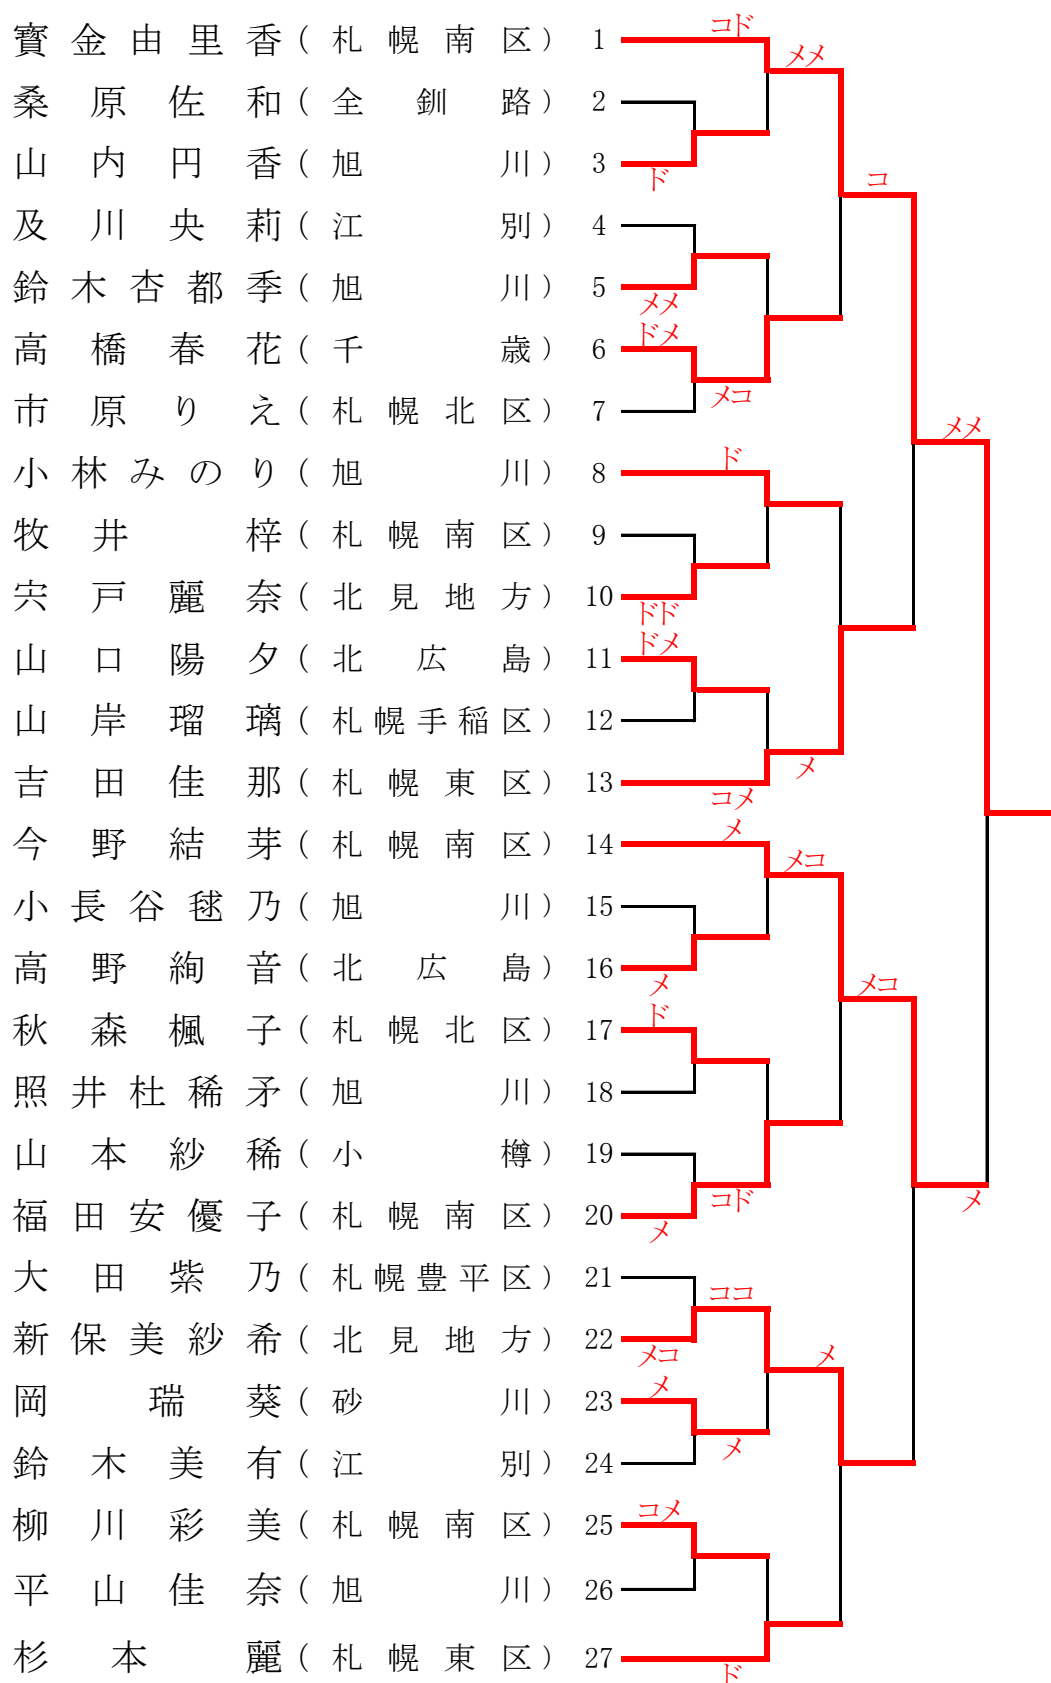 コド
寳金由里香(札幌南区) 1
メメ
桑原佐和(全釧路) 2
山内円香(旭川) 3
ド
コ
及川央莉(江別) 4
鈴木杏都季(旭川) 5
メメ
ドメ
高橋春花(千歳) 6
メコ
市原りえ(札幌北区) 7
メメ
ド
小林みのり(旭川) 8
牧井梓(札幌南区) 9
宍戸麗奈(北見地方) 10
ドド
ドメ
山口陽夕(北広島) 11
山岸瑠璃(札幌手稲区) 12
メ
吉田佳那(札幌東区) 13
コメ
メ
今野結芽(札幌南区) 14
メコ
小長谷毬乃(旭川) 15
高野絢音(北広島) 16
メ
メコ
ド
秋森楓子(札幌北区) 17
照井杜稀矛(旭川) 18
山本紗稀(小樽) 19
コド
メ
福田安優子(札幌南区) 20
メ
大田紫乃(札幌豊平区) 21
ココ
新保美紗希(北見地方) 22
メコ
メ
メ
岡瑞葵(砂川) 23
メ
鈴木美有(江別) 24
コメ
柳川彩美(札幌南区) 25
平山佳奈(旭川) 26
杉本麗(札幌東区) 27
ド